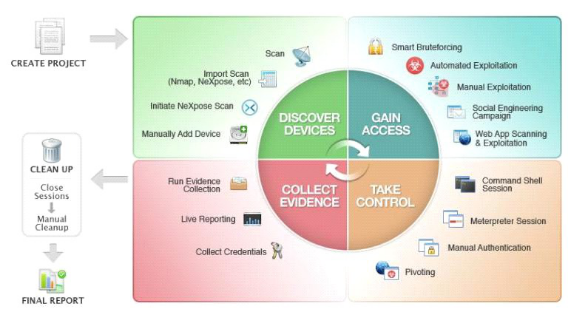 CREATE PROJECT
Scan
Import Scan
(Nmap, NeXpose, etc)
Initiate NeXpose Scan
Manually Add Device
DISCOVER
DEVICES
GAIN
ACCESS
Smart Bruteforcing
Automated Exploitation
Manual Exploitation
Social Engineering
Campaign
Web App Scanning
& Exploitation
COLLECT
EVIDENCE
TAKE
CONTROL
Run Evidence
Collection
Live Reporting
Collect Credentials
Command Shell
Session
Meterpreter Session
Manual Authentication
Pivoting
CLEAN UP
Close
Sessions
Manual
Cleanup
FINAL REPORT